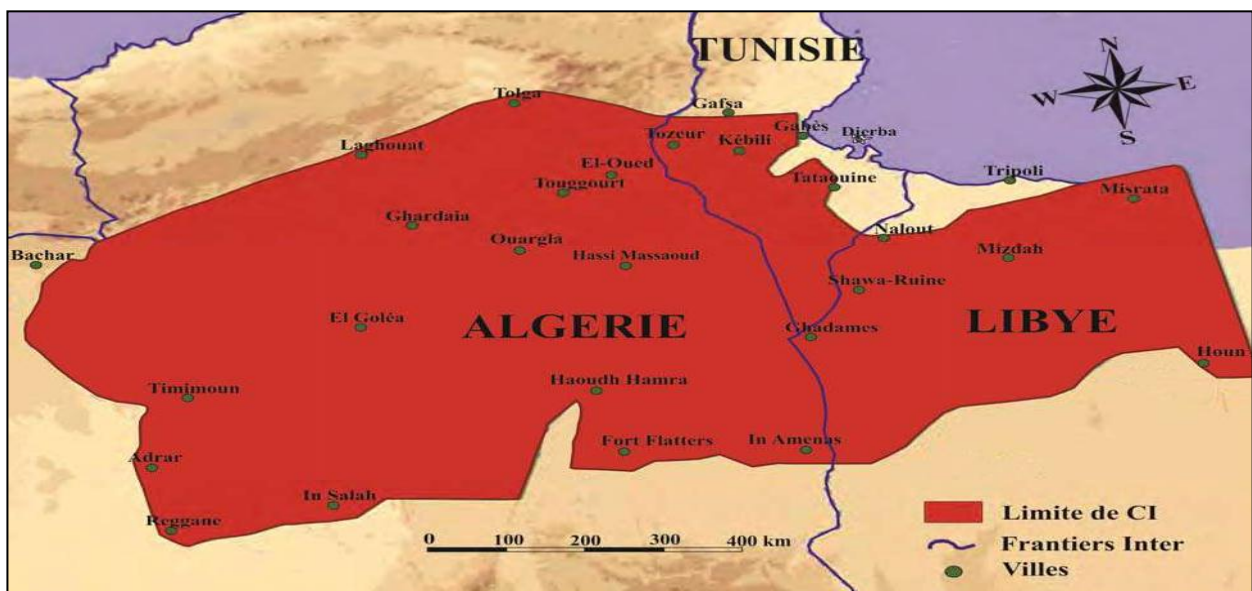 TUNISIE
N
W
E
S
Tolga
Gafsa
Gabès
Djerba
Tozeur
Kébili
Laghouat
El-Oued
Touggourt
Tataouine
Tripoli
Misrata
Ghardaia
Ouargla
Nalout
Bachar
Hassi Massaoud
Mizdah
Shawa-Ruine
El Goléa
ALGERIE
Ghadames
LIBYE
Houn
Timimoun
Haoudh Hamra
Fort Flatters
In Amenas
Adrar
In Salah
Reggane
0 100 200 300 400 km
Limite de CI
Frantiers Inter
Villes